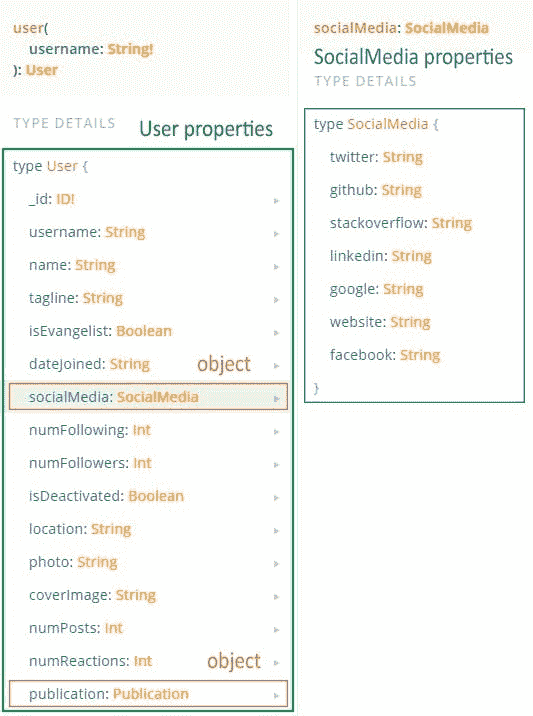 user(
username: String!
): User
TYPE DETAILS
User properties
type User {
_id: ID!
username: String
name: String
tagline: String
isEvangelist: Boolean
dateJoined: String
object
socialMedia: SocialMedia
numFollowing: Int
numFollowers: Int
isDeactivated: Boolean
location: String
photo: String
coverImage: String
numPosts: Int
numReactions: Int
object
publication: Publication
socialMedia: SocialMedia
SocialMedia properties
TYPE DETAILS
type SocialMedia {
twitter: String
github: String
stackoverflow: String
linkedin: String
google: String
website: String
facebook: String
}